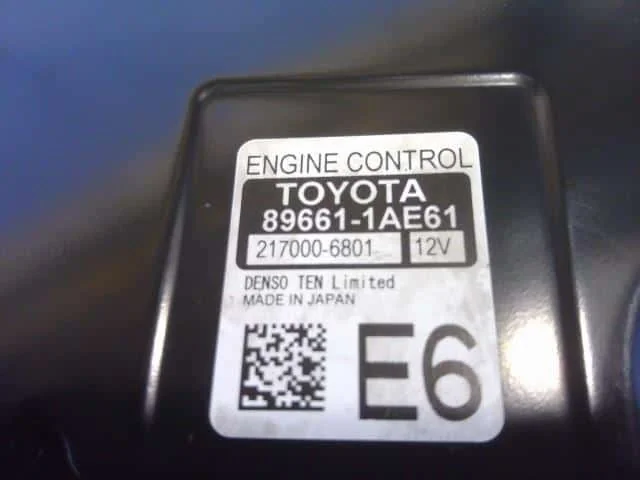 ENGINE CONTROL
TOYOTA
89661-1AE61
217000-6801 12V
DENSO TEN Limited
MADE IN JAPAN
E6